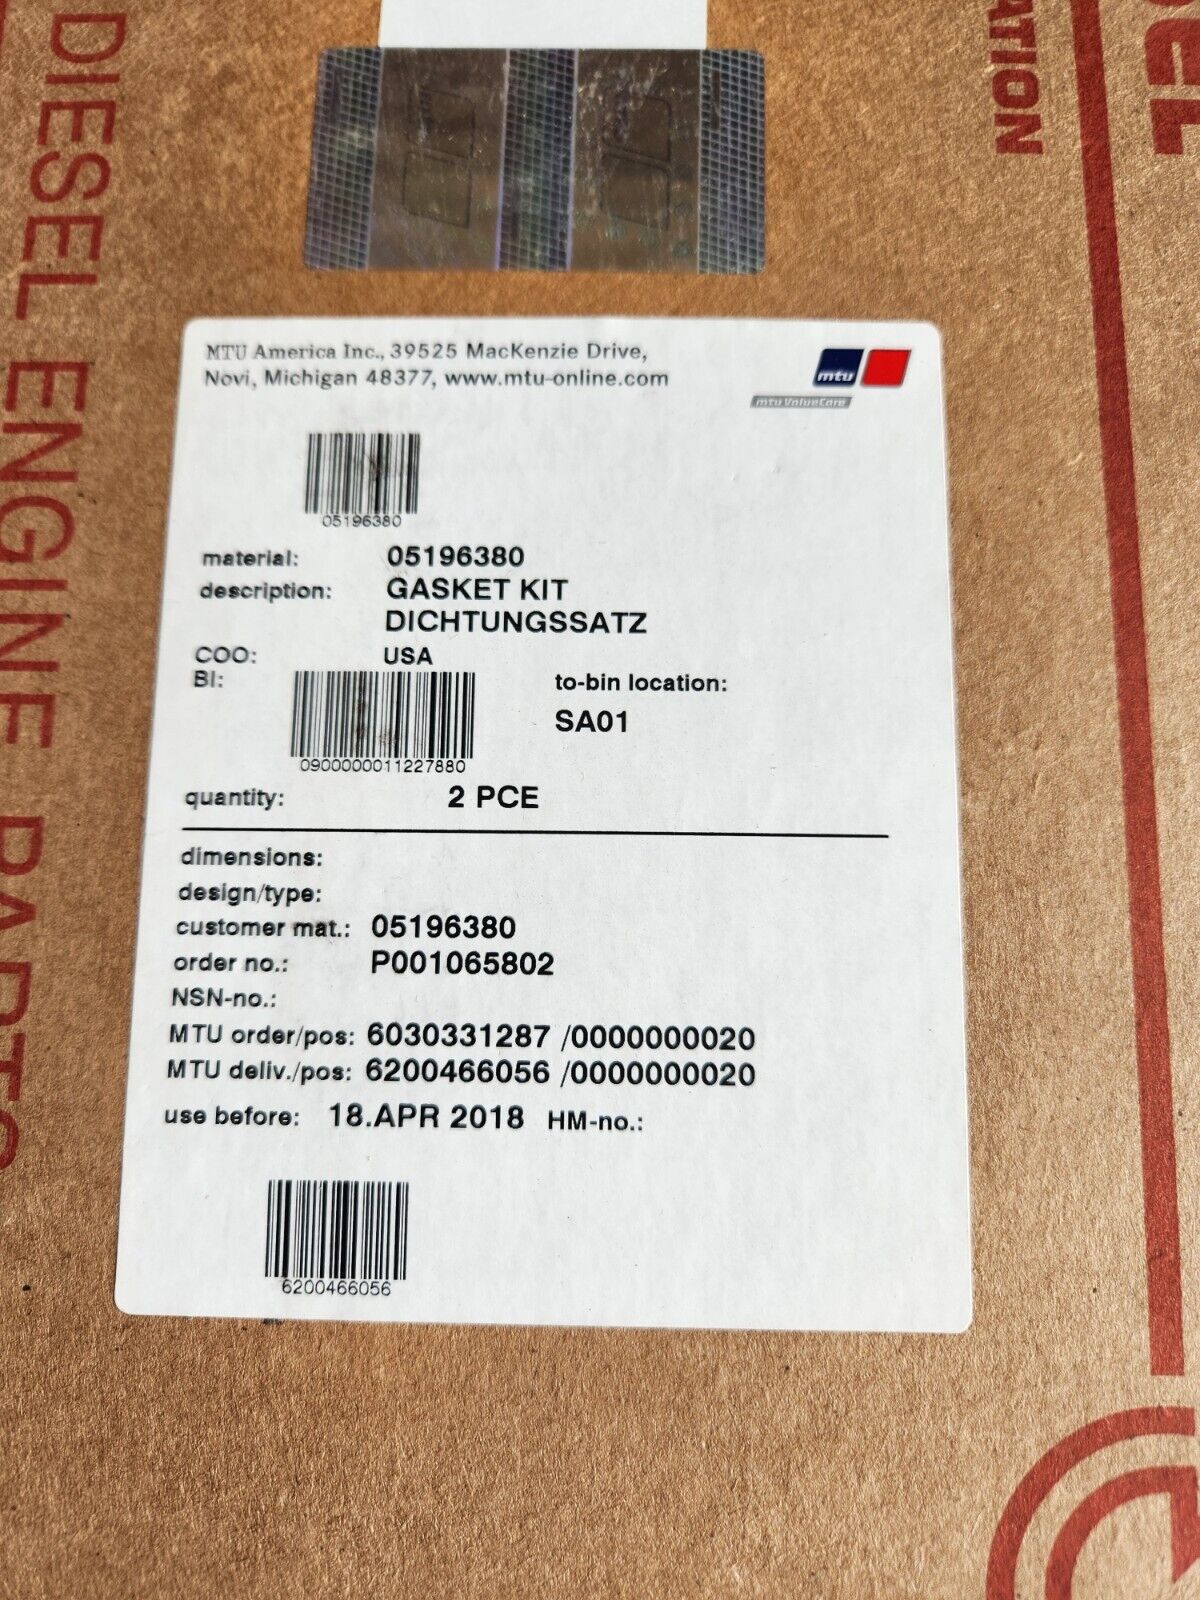 DIESEL ENGINE PARTS
MTU America Inc., 39525 MacKenzie Drive,
Novi, Michigan 48377, www.mtu-online.com
mtu
mtu ValueCare
05196380
material: 05196380
description: GASKET KIT
DICHTUNGSSATZ
COO: USA
BI: to-bin location:
SA01
0900000011227880
quantity: 2 PCE
dimensions:
design/type:
customer mat.: 05196380
order no.: P001065802
NSN-no.:
MTU order/pos: 6030331287 /0000000020
MTU deliv./pos: 6200466056 /0000000020
use before: 18.APR 2018 HM-no.:
6200466056